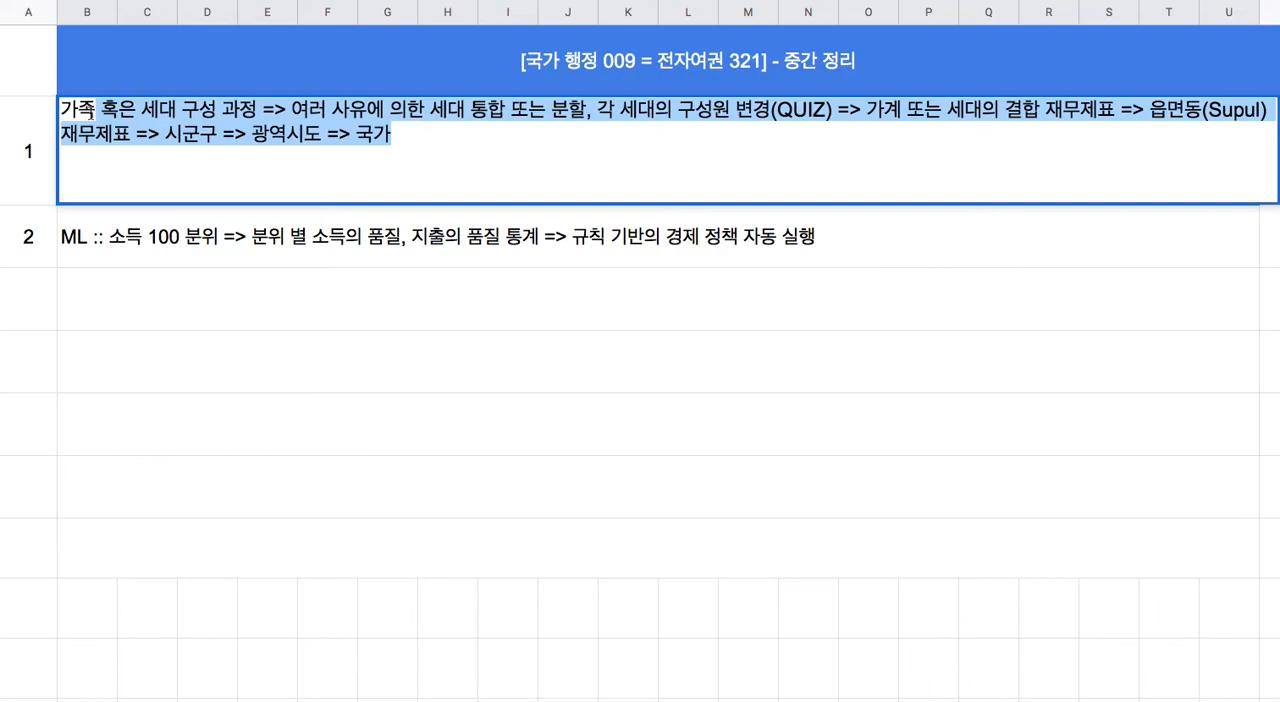 A B C D E F G H I J K L M N O P Q R S T U
[국가 행정 009 = 전자여권 321] - 중간 정리
1 가족 혹은 세대 구성 과정 => 여러 사유에 의한 세대 통합 또는 분할, 각 세대의 구성원 변경(QUIZ) => 가계 또는 세대의 결합 재무제표 => 읍면동(Supul)
재무제표 => 시군구 => 광역시도 => 국가
2 ML :: 소득 100 분위 => 분위 별 소득의 품질, 지출의 품질 통계 => 규칙 기반의 경제 정책 자동 실행